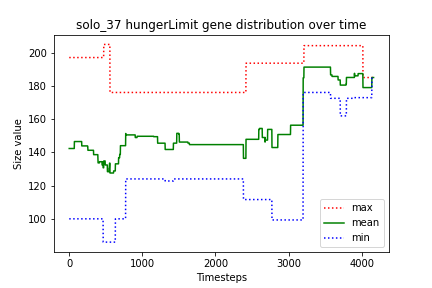 solo_37 hungerLimit gene distribution over time
Size value
200
180
160
140
120
100
0
1000
2000
3000
4000
Timesteps
max
mean
min